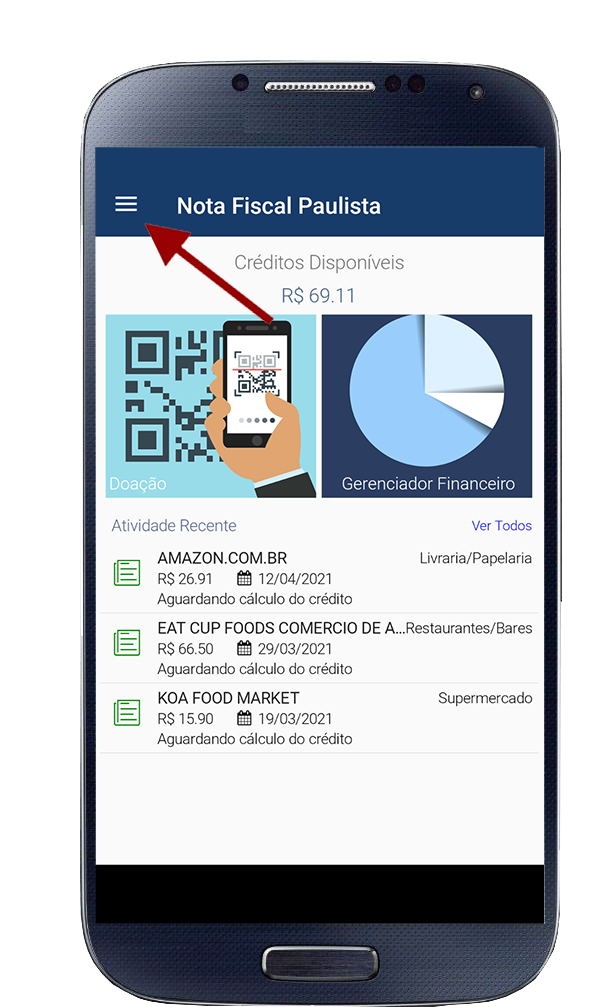 Nota Fiscal Paulista
Créditos Disponíveis
R$ 69.11
Doação
Gerenciador Financeiro
Atividade Recente
Ver Todos
AMAZON.COM.BR
Livraria/Papelaria
R$ 26.91 12/04/2021
Aguardando cálculo do crédito
EAT CUP FOODS COMERCIO DE A...
Restaurantes/Bares
R$ 66.50 29/03/2021
Aguardando cálculo do crédito
KOA FOOD MARKET
Supermercado
R$ 15.90 19/03/2021
Aguardando cálculo do crédito